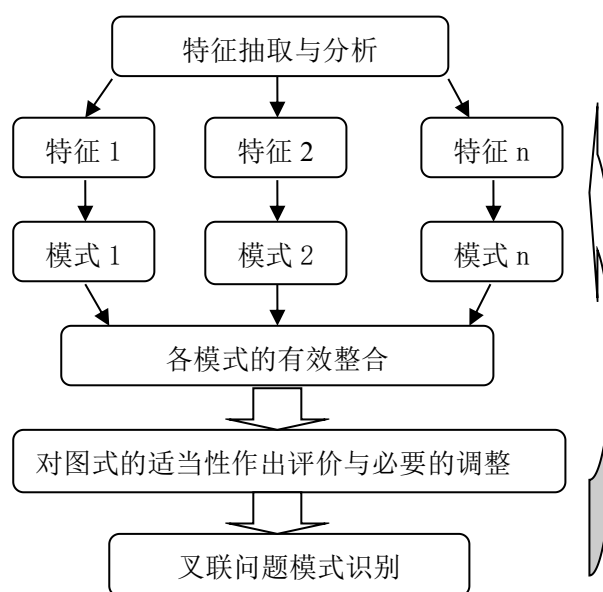 特征抽取与分析
特征 1
特征 2
特征 n
模式 1
模式 2
模式 n
各模式的有效整合
对图式的适当性作出评价与必要的调整
叉联问题模式识别